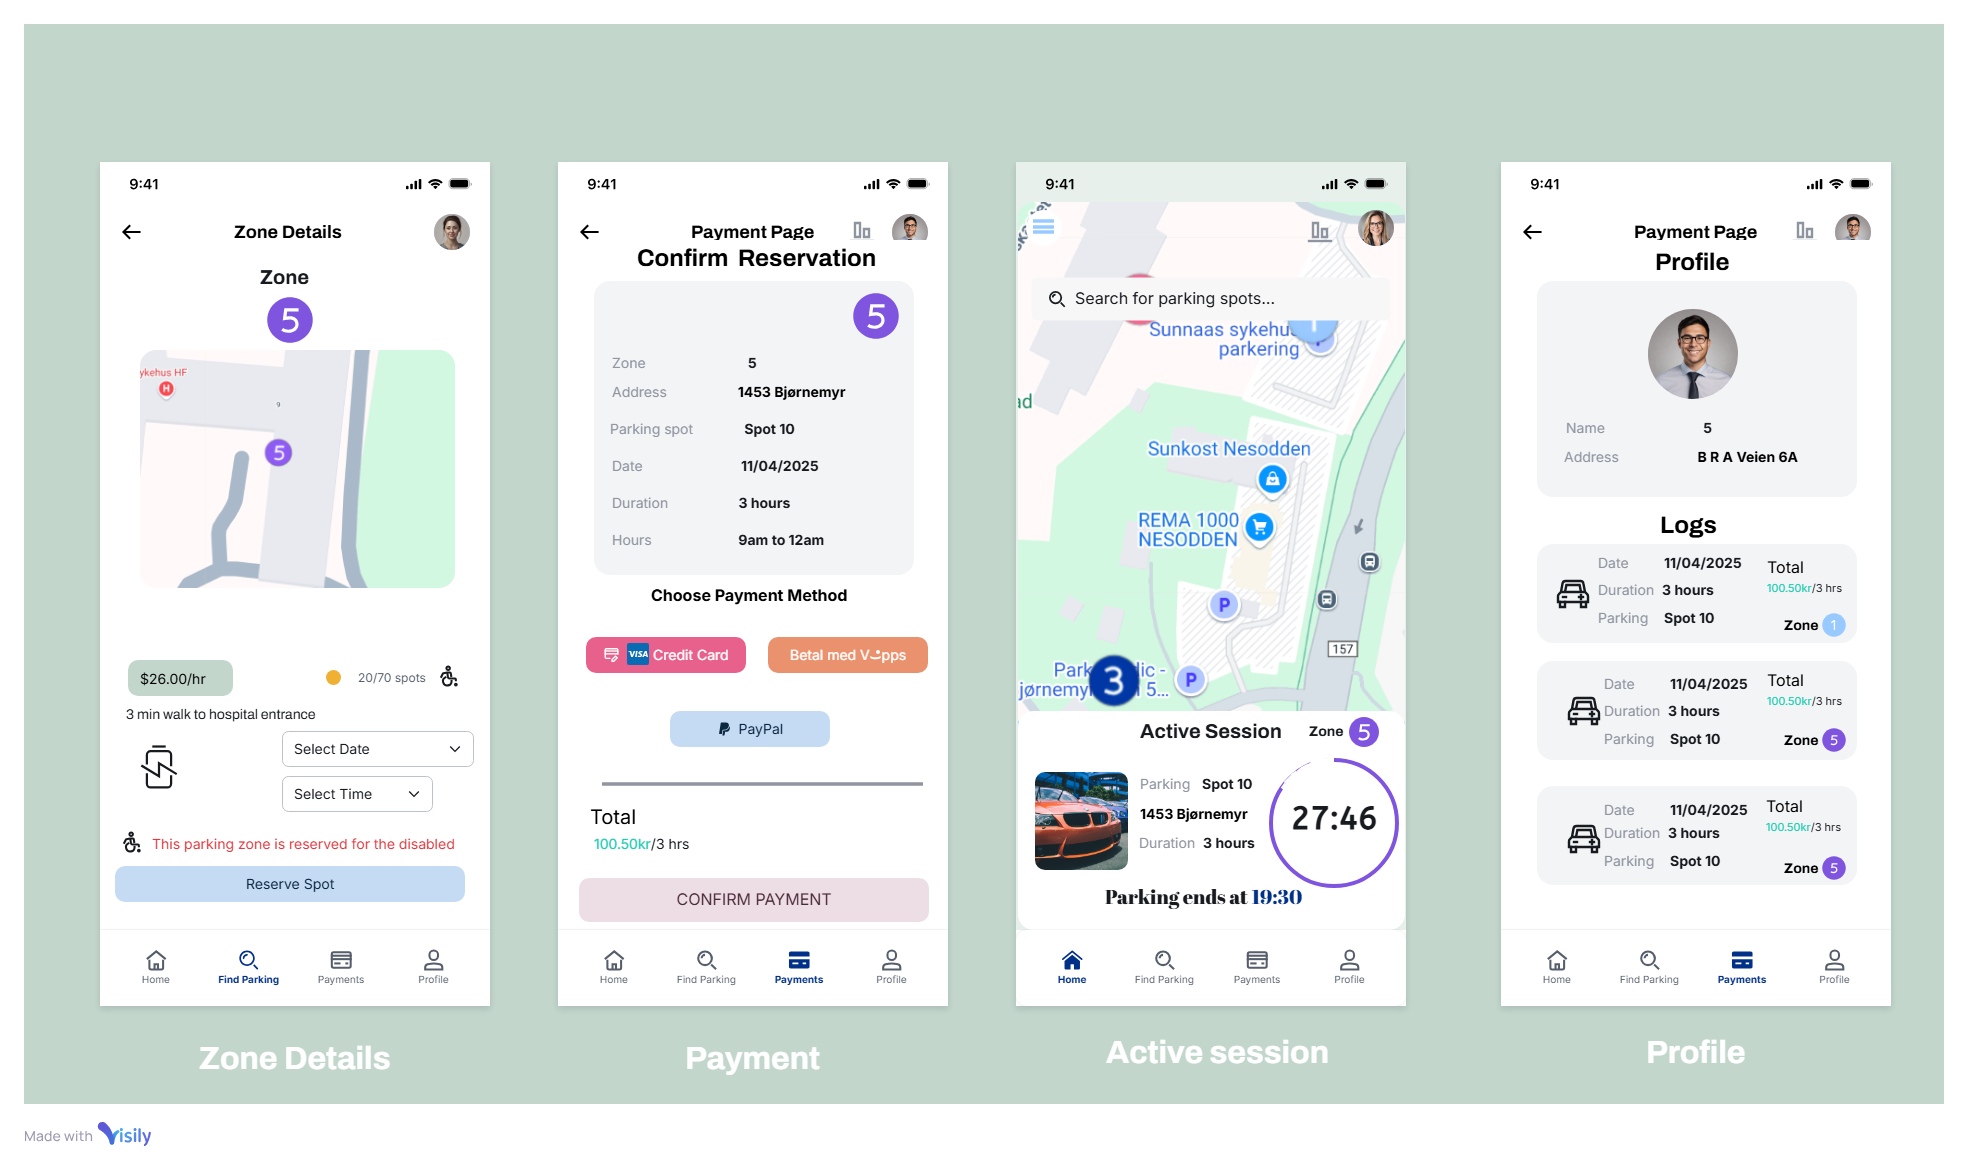 9:41
Zone Details
Zone
5
ykehus HF
H
9
5
$26.00/hr
20/70 spots
3 min walk to hospital entrance
Select Date
Select Time
This parking zone is reserved for the disabled
Reserve Spot
Home
Find Parking
Payments
Profile
Zone Details
9:41
Payment Page
Confirm Reservation
5
Zone 5
Address 1453 Bjørnemyr
Parking spot Spot 10
Date 11/04/2025
Duration 3 hours
Hours 9am to 12am
Choose Payment Method
VISA Credit Card
Betal med Vipps
PayPal
Total
100.50kr/3 hrs
CONFIRM PAYMENT
Home
Find Parking
Payments
Profile
Payment
9:41
Search for parking spots...
1
Sunnaas sykehu
parkering
P
ad
Sunkost Nesodden
REMA 1000
NESODDEN
P
157
3
P
jørnemy
5...
Active Session
Zone 5
Parking Spot 10
1453 Bjørnemyr
Duration 3 hours
27:46
Parking ends at 19:30
Home
Find Parking
Payments
Profile
Active session
9:41
Payment Page
Profile
Name 5
Address B R A Veien 6A
Logs
Date 11/04/2025
Duration 3 hours
Parking Spot 10
Total
100.50kr/3 hrs
Zone 1
Date 11/04/2025
Duration 3 hours
Parking Spot 10
Total
100.50kr/3 hrs
Zone 5
Date 11/04/2025
Duration 3 hours
Parking Spot 10
Total
100.50kr/3 hrs
Zone 5
Home
Find Parking
Payments
Profile
Profile
Made with Visily